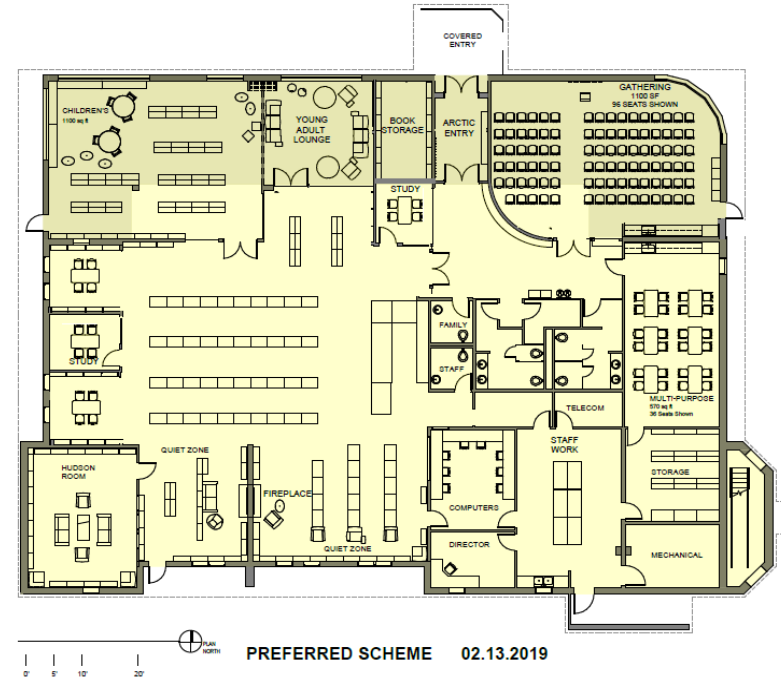 COVERED
ENTRY
CHILDREN'S
1100 sq ft
YOUNG
ADULT
LOUNGE
BOOK
STORAGE
ARCTIC
ENTRY
GATHERING
1100 SF
96 SEATS SHOWN
STUDY
FAMILY
STAFF
STUDY
MULTI-PURPOSE
570 sq ft
36 Seats Shown
TELECOM
STAFF
WORK
QUIET ZONE
HUDSON
ROOM
FIREPLACE
COMPUTERS
STORAGE
QUIET ZONE
DIRECTOR
MECHANICAL
PLAN
NORTH
PREFERRED SCHEME 02.13.2019
0' 5' 10' 20'